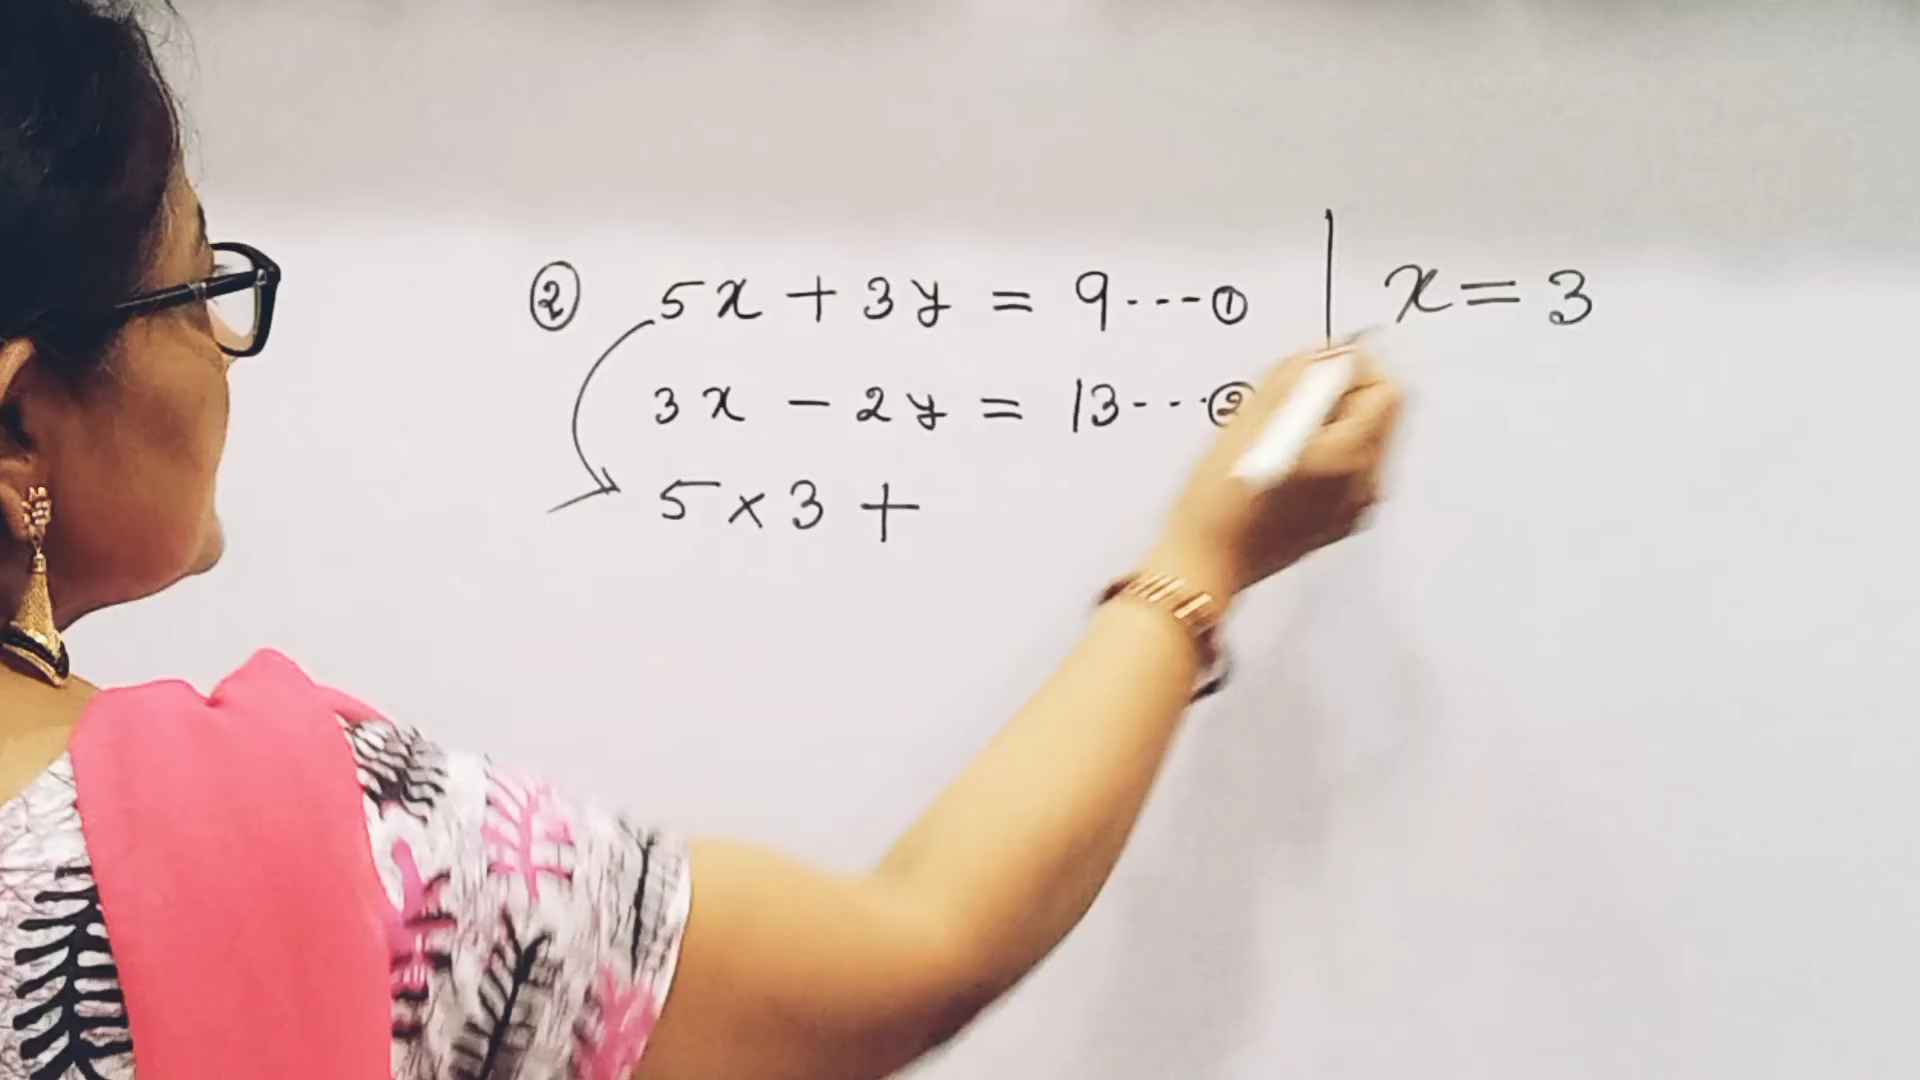 ② 5x + 3y = 9---① | x = 3
3x - 2y = 13---②
5 × 3 +